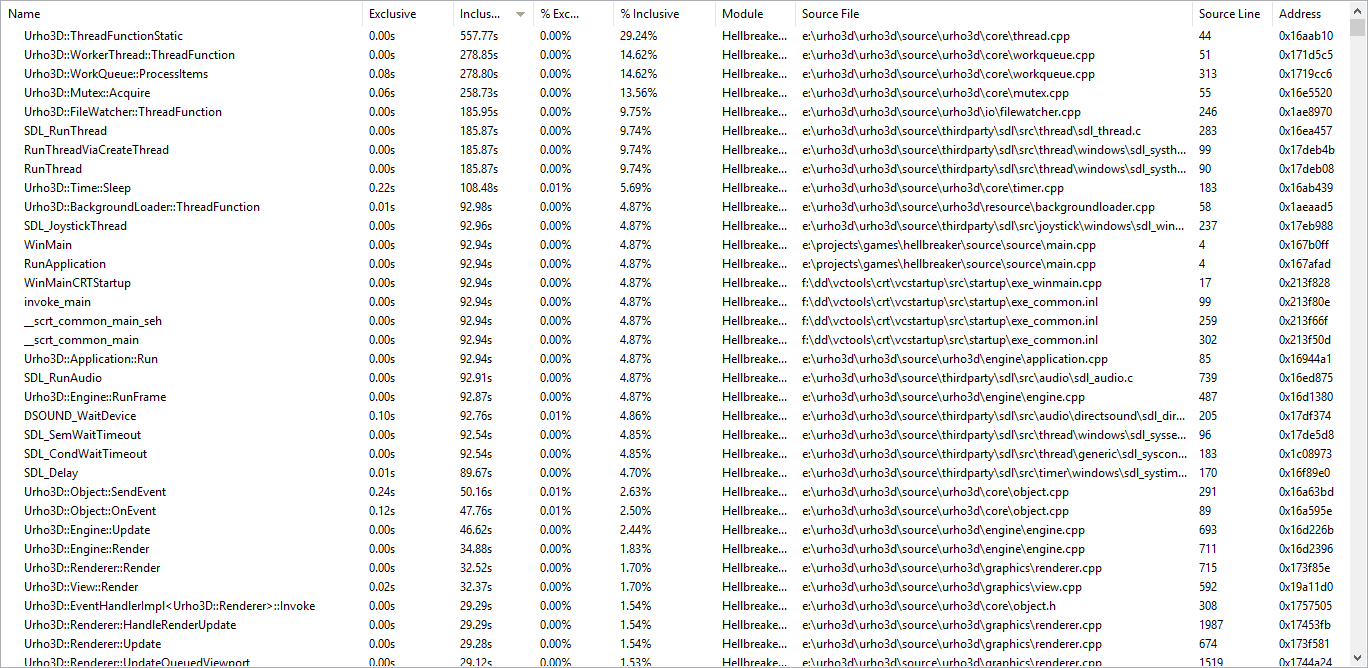 Name Exclusive Inclus... % Exc... % Inclusive Module Source File Source Line Address
Urho3D::ThreadFunctionStatic 0.00s 557.77s 0.00% 29.24% Hellbreake... e:\urho3d\urho3d\source\urho3d\core\thread.cpp 44 0x16aab10
Urho3D::WorkerThread::ThreadFunction 0.00s 278.85s 0.00% 14.62% Hellbreake... e:\urho3d\urho3d\source\urho3d\core\workqueue.cpp 51 0x171d5c5
Urho3D::WorkQueue::ProcessItems 0.08s 278.80s 0.00% 14.62% Hellbreake... e:\urho3d\urho3d\source\urho3d\core\workqueue.cpp 313 0x1719cc6
Urho3D::Mutex::Acquire 0.06s 258.73s 0.00% 13.56% Hellbreake... e:\urho3d\urho3d\source\urho3d\core\mutex.cpp 55 0x16e5520
Urho3D::FileWatcher::ThreadFunction 0.00s 185.95s 0.00% 9.75% Hellbreake... e:\urho3d\urho3d\source\urho3d\io\filewatcher.cpp 246 0x1ae8970
SDL_RunThread 0.00s 185.87s 0.00% 9.74% Hellbreake... e:\urho3d\urho3d\source\thirdparty\sdl\src\thread\sdl_thread.c 283 0x16ea457
RunThreadViaCreateThread 0.00s 185.87s 0.00% 9.74% Hellbreake... e:\urho3d\urho3d\source\thirdparty\sdl\src\thread\windows\sdl_systh... 99 0x17deb4b
RunThread 0.00s 185.87s 0.00% 9.74% Hellbreake... e:\urho3d\urho3d\source\thirdparty\sdl\src\thread\windows\sdl_systh... 90 0x17deb08
Urho3D::Time::Sleep 0.22s 108.48s 0.01% 5.69% Hellbreake... e:\urho3d\urho3d\source\urho3d\core\timer.cpp 183 0x16ab439
Urho3D::BackgroundLoader::ThreadFunction 0.01s 92.98s 0.00% 4.87% Hellbreake... e:\urho3d\urho3d\source\urho3d\resource\backgroundloader.cpp 58 0x1aeaad5
SDL_JoystickThread 0.00s 92.96s 0.00% 4.87% Hellbreake... e:\urho3d\urho3d\source\thirdparty\sdl\src\joystick\windows\sdl_win... 237 0x17eb988
WinMain 0.00s 92.94s 0.00% 4.87% Hellbreake... e:\projects\games\hellbreaker\source\source\main.cpp 4 0x167b0ff
RunApplication 0.00s 92.94s 0.00% 4.87% Hellbreake... e:\projects\games\hellbreaker\source\source\main.cpp 4 0x167afad
WinMainCRTStartup 0.00s 92.94s 0.00% 4.87% Hellbreake... f:\dd\vctools\crt\vcstartup\src\startup\exe_winmain.cpp 17 0x213f828
invoke_main 0.00s 92.94s 0.00% 4.87% Hellbreake... f:\dd\vctools\crt\vcstartup\src\startup\exe_common.inl 99 0x213f80e
__scrt_common_main_seh 0.00s 92.94s 0.00% 4.87% Hellbreake... f:\dd\vctools\crt\vcstartup\src\startup\exe_common.inl 259 0x213f66f
__scrt_common_main 0.00s 92.94s 0.00% 4.87% Hellbreake... f:\dd\vctools\crt\vcstartup\src\startup\exe_common.inl 302 0x213f50d
Urho3D::Application::Run 0.00s 92.94s 0.00% 4.87% Hellbreake... e:\urho3d\urho3d\source\urho3d\engine\application.cpp 85 0x16944a1
SDL_RunAudio 0.00s 92.91s 0.00% 4.87% Hellbreake... e:\urho3d\urho3d\source\thirdparty\sdl\src\audio\sdl_audio.c 739 0x16ed875
Urho3D::Engine::RunFrame 0.00s 92.87s 0.00% 4.87% Hellbreake... e:\urho3d\urho3d\source\urho3d\engine\engine.cpp 487 0x16d1380
DSOUND_WaitDevice 0.10s 92.76s 0.01% 4.86% Hellbreake... e:\urho3d\urho3d\source\thirdparty\sdl\src\audio\directsound\sdl_dir... 205 0x17df374
SDL_SemWaitTimeout 0.00s 92.54s 0.00% 4.85% Hellbreake... e:\urho3d\urho3d\source\thirdparty\sdl\src\thread\windows\sdl_sysse... 96 0x17de5d8
SDL_CondWaitTimeout 0.00s 92.54s 0.00% 4.85% Hellbreake... e:\urho3d\urho3d\source\thirdparty\sdl\src\thread\generic\sdl_syscon... 183 0x1c08973
SDL_Delay 0.01s 89.67s 0.00% 4.70% Hellbreake... e:\urho3d\urho3d\source\thirdparty\sdl\src\timer\windows\sdl_systim... 170 0x16f89e0
Urho3D::Object::SendEvent 0.24s 50.16s 0.01% 2.63% Hellbreake... e:\urho3d\urho3d\source\urho3d\core\object.cpp 291 0x16a63bd
Urho3D::Object::OnEvent 0.12s 47.76s 0.01% 2.50% Hellbreake... e:\urho3d\urho3d\source\urho3d\core\object.cpp 89 0x16a595e
Urho3D::Engine::Update 0.00s 46.62s 0.00% 2.44% Hellbreake... e:\urho3d\urho3d\source\urho3d\engine\engine.cpp 693 0x16d226b
Urho3D::Engine::Render 0.00s 34.88s 0.00% 1.83% Hellbreake... e:\urho3d\urho3d\source\urho3d\engine\engine.cpp 711 0x16d2396
Urho3D::Renderer::Render 0.00s 32.52s 0.00% 1.70% Hellbreake... e:\urho3d\urho3d\source\urho3d\graphics\renderer.cpp 715 0x173f85e
Urho3D::View::Render 0.02s 32.37s 0.00% 1.70% Hellbreake... e:\urho3d\urho3d\source\urho3d\graphics\view.cpp 592 0x19a11d0
Urho3D::EventHandlerImpl<Urho3D::Renderer>::Invoke 0.00s 29.29s 0.00% 1.54% Hellbreake... e:\urho3d\urho3d\source\urho3d\core\object.h 308 0x1757505
Urho3D::Renderer::HandleRenderUpdate 0.00s 29.29s 0.00% 1.54% Hellbreake... e:\urho3d\urho3d\source\urho3d\graphics\renderer.cpp 1987 0x17453fb
Urho3D::Renderer::Update 0.00s 29.28s 0.00% 1.54% Hellbreake... e:\urho3d\urho3d\source\urho3d\graphics\renderer.cpp 674 0x173f581
Urho3D::Renderer::UpdateQueuedViewport 0.00s 29.12s 0.00% 1.53% Hellbreake... e:\urho3d\urho3d\source\urho3d\graphics\renderer.cpp 1519 0x1744a24